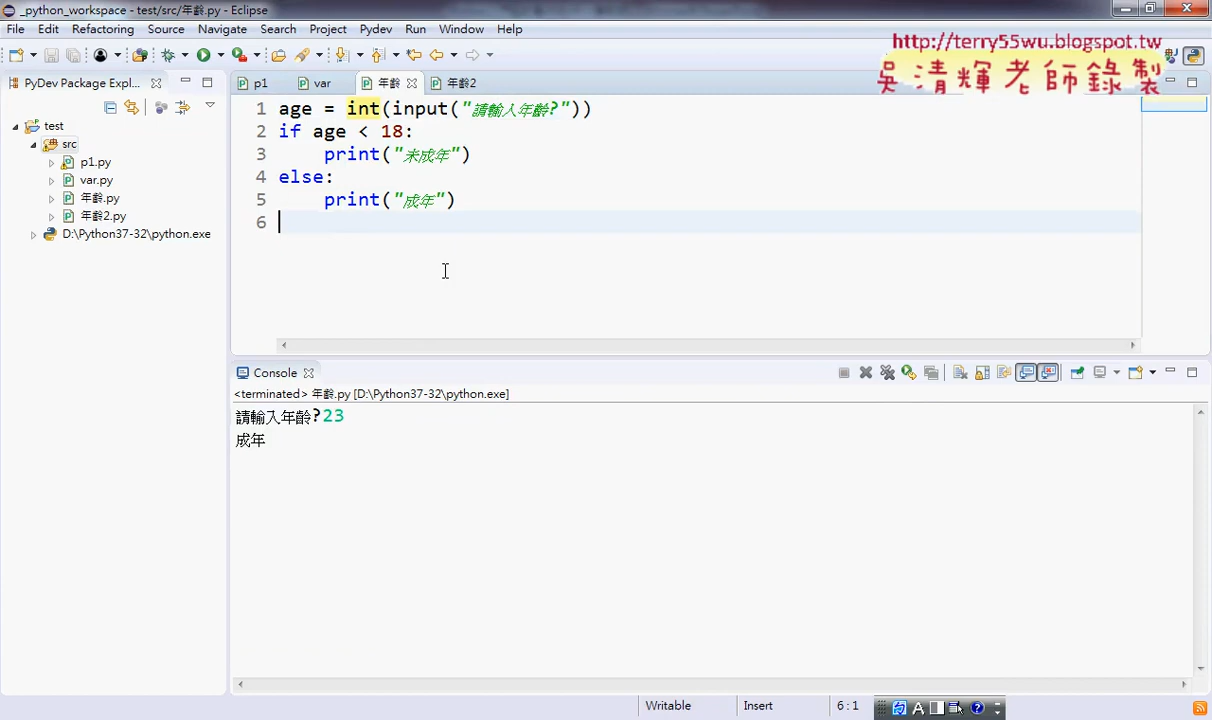 _python_workspace - test/src/年齡.py - Eclipse
File Edit Refactoring Source Navigate Search Project Pydev Run Window Help
http://terry55wu.blogspot.tw
吳清輝老師錄製
PyDev Package Expl...
p1 var 年齡 年齡2
test
src
p1.py
var.py
年齡.py
年齡2.py
D:\Python37-32\python.exe
1 age = int(input("請輸入年齡?"))
2 if age < 18:
3 print("未成年")
4 else:
5 print("成年")
6
Console
<terminated> 年齡.py [D:\Python37-32\python.exe]
請輸入年齡?23
成年
Writable Insert 6:1